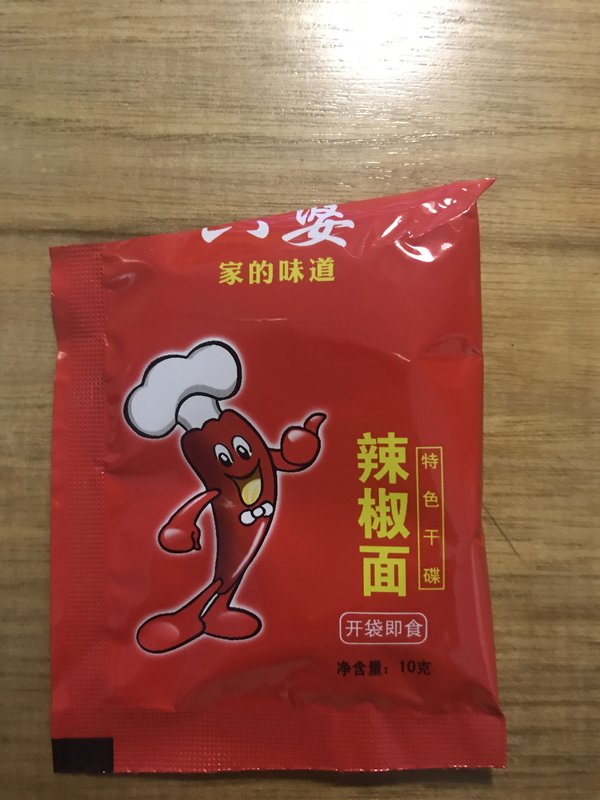 婆
家的味道
辣椒面
特色干碟
开袋即食
净含量：10克